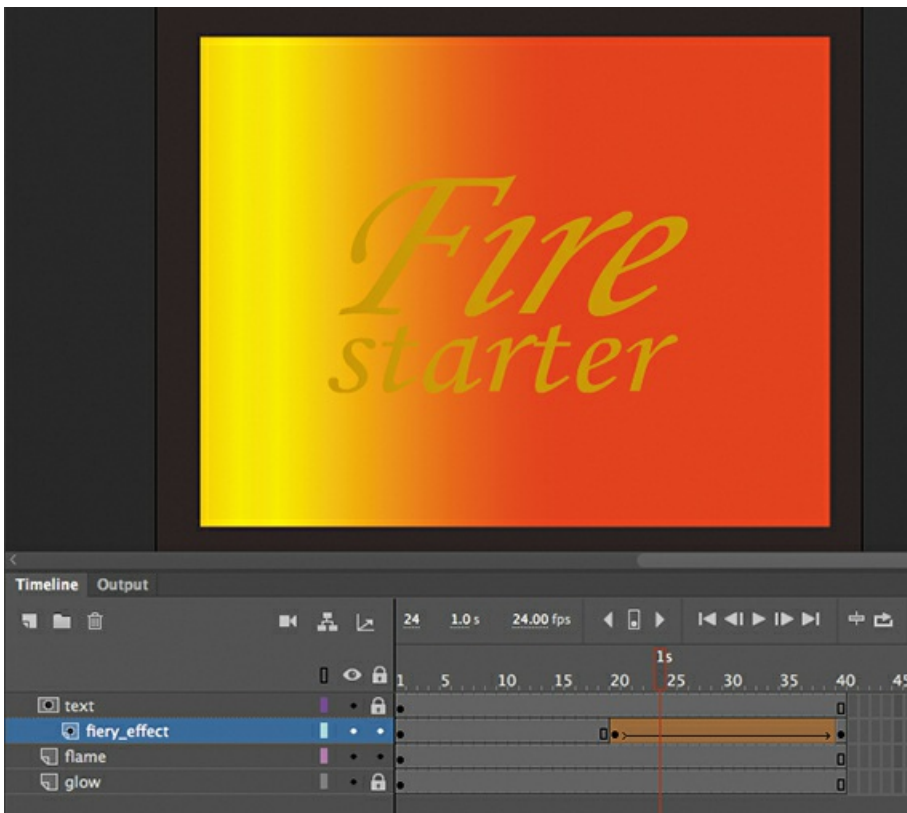 Fire
starter
Timeline Output
24 1.0 s 24.00 fps
1s
1 5 10 15 20 25 30 35 40 45
text
fiery_effect
flame
glow